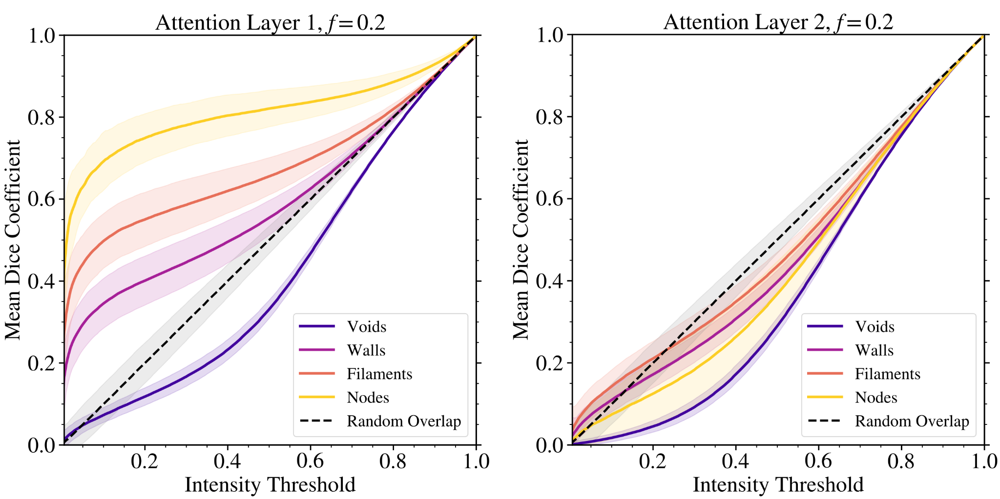 Attention Layer 1, f = 0.2
1.0
0.8
0.6
0.4
0.2
0.0
Mean Dice Coefficient
Voids
Walls
Filaments
Nodes
Random Overlap
0.2 0.4 0.6 0.8 1.0
Intensity Threshold
Attention Layer 2, f = 0.2
1.0
0.8
0.6
0.4
0.2
0.0
Mean Dice Coefficient
Voids
Walls
Filaments
Nodes
Random Overlap
0.2 0.4 0.6 0.8 1.0
Intensity Threshold